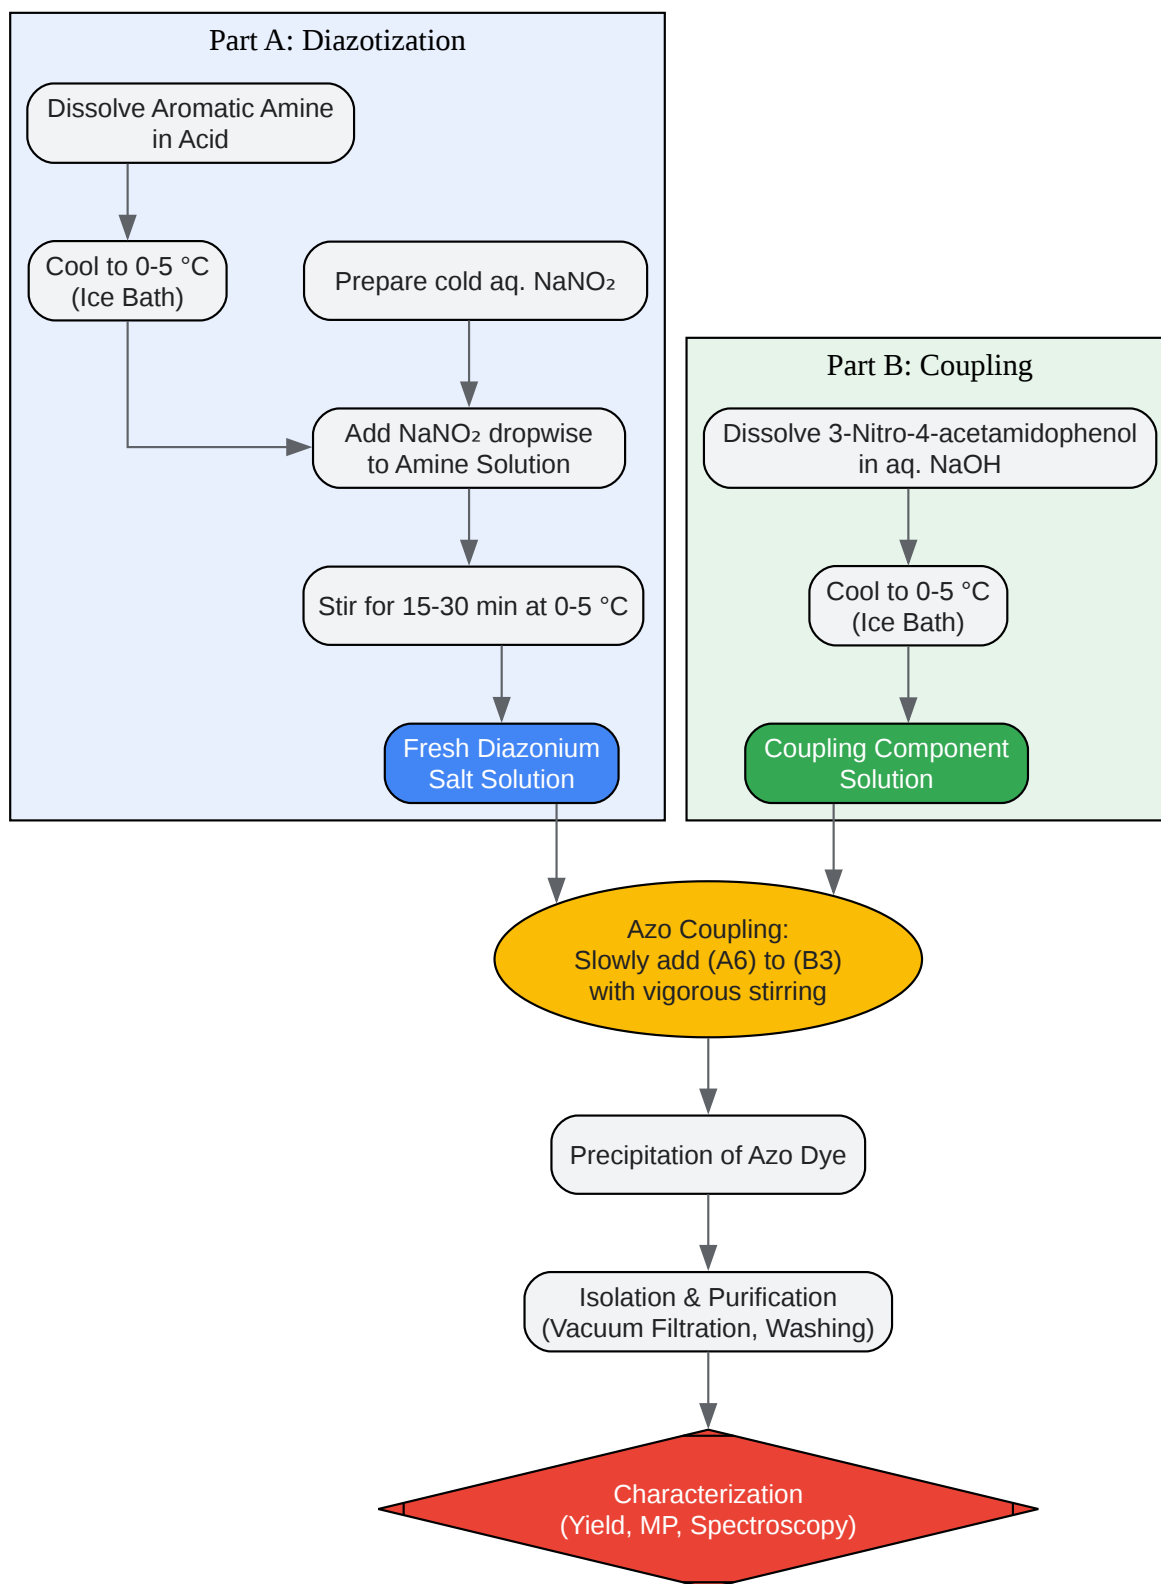 Part A: Diazotization
Dissolve Aromatic Amine
in Acid
Cool to 0-5 °C
(Ice Bath)
Prepare cold aq. NaNO₂
Add NaNO₂ dropwise
to Amine Solution
Stir for 15-30 min at 0-5 °C
Fresh Diazonium
Salt Solution
Part B: Coupling
Dissolve 3-Nitro-4-acetamidophenol
in aq. NaOH
Cool to 0-5 °C
(Ice Bath)
Coupling Component
Solution
Azo Coupling:
Slowly add (A6) to (B3)
with vigorous stirring
Precipitation of Azo Dye
Isolation & Purification
(Vacuum Filtration, Washing)
Characterization
(Yield, MP, Spectroscopy)